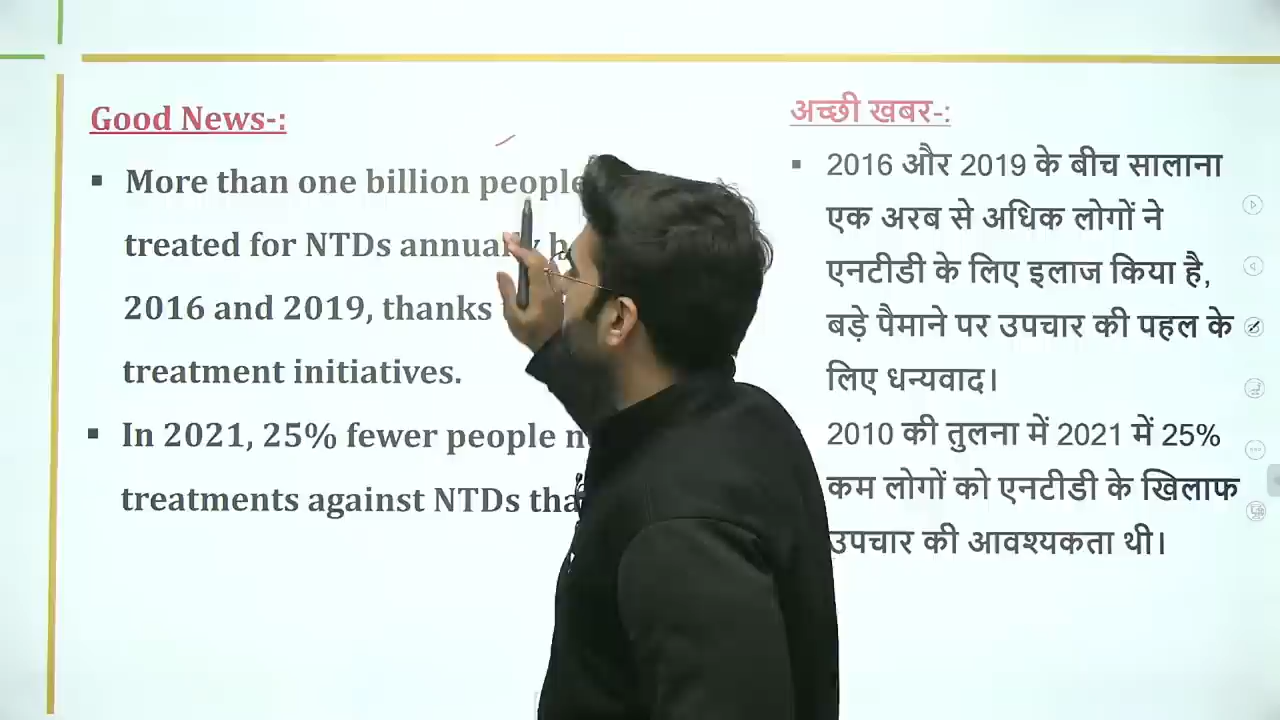 Good News-:
▪ More than one billion people
treated for NTDs annually
2016 and 2019, thanks
treatment initiatives.
▪ In 2021, 25% fewer people
treatments against NTDs
अच्छी खबर-:
▪ 2016 और 2019 के बीच सालाना
एक अरब से अधिक लोगों ने
एनटीडी के लिए इलाज किया है,
बड़े पैमाने पर उपचार की पहल के
लिए धन्यवाद।
2010 की तुलना में 2021 में 25%
कम लोगों को एनटीडी के खिलाफ
उपचार की आवश्यकता थी।